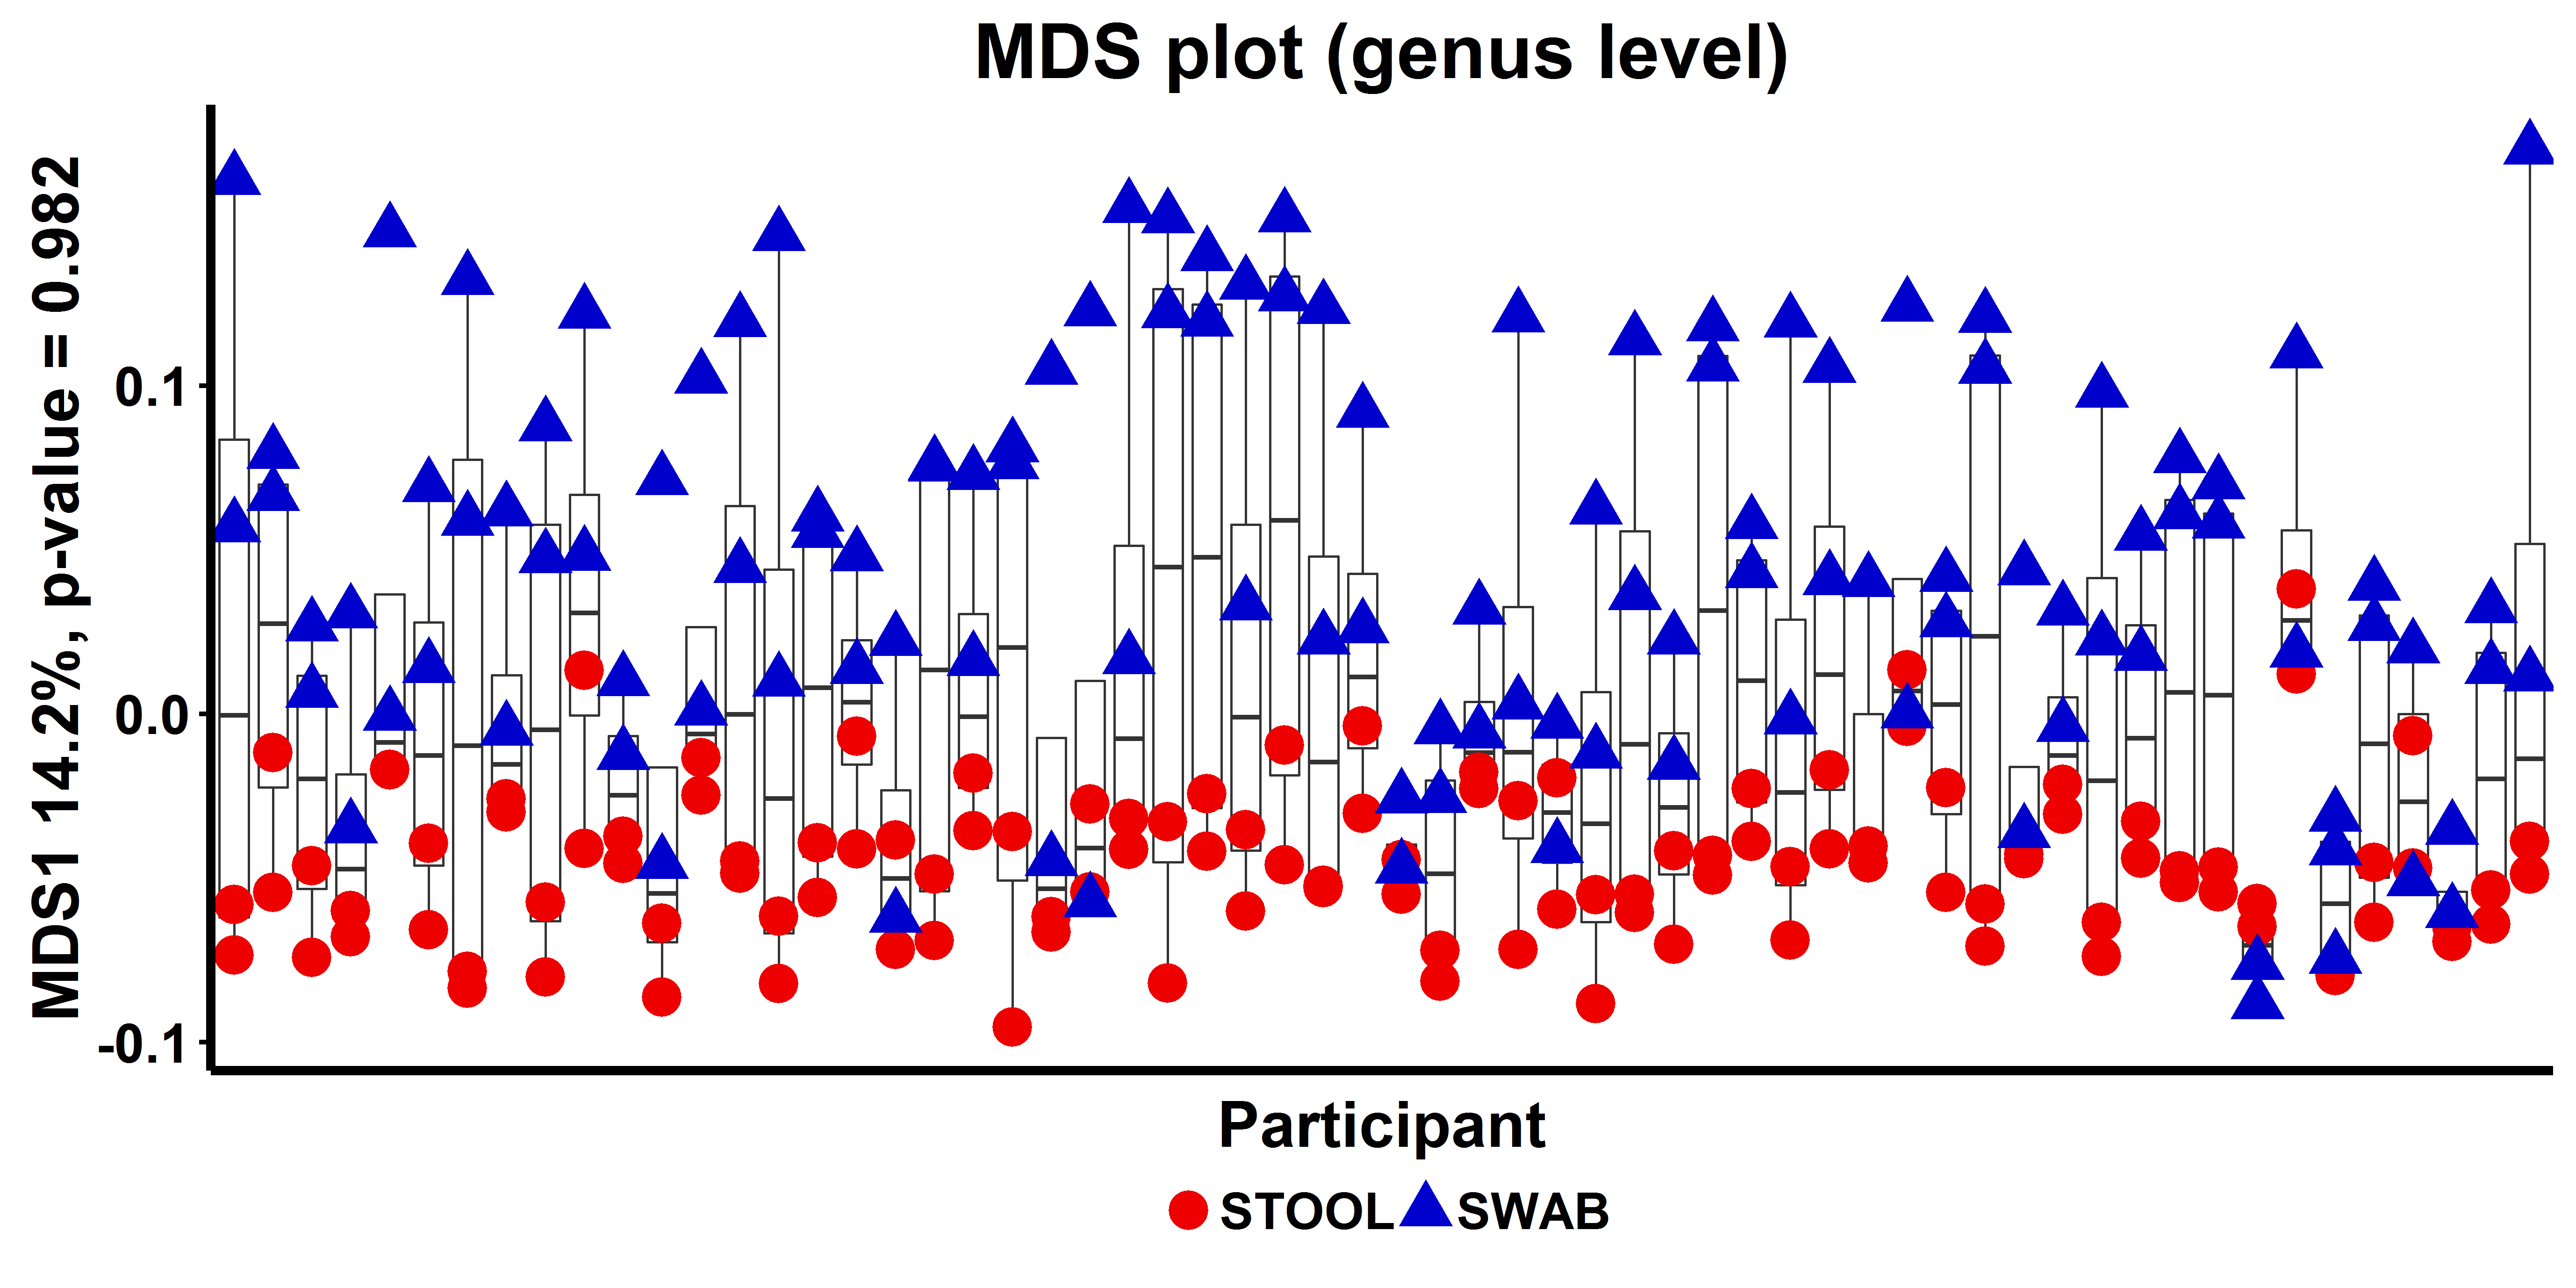 MDS plot (genus level)
MDS1 14.2%, p-value = 0.982
0.1
0.0
-0.1
Participant
STOOL SWAB